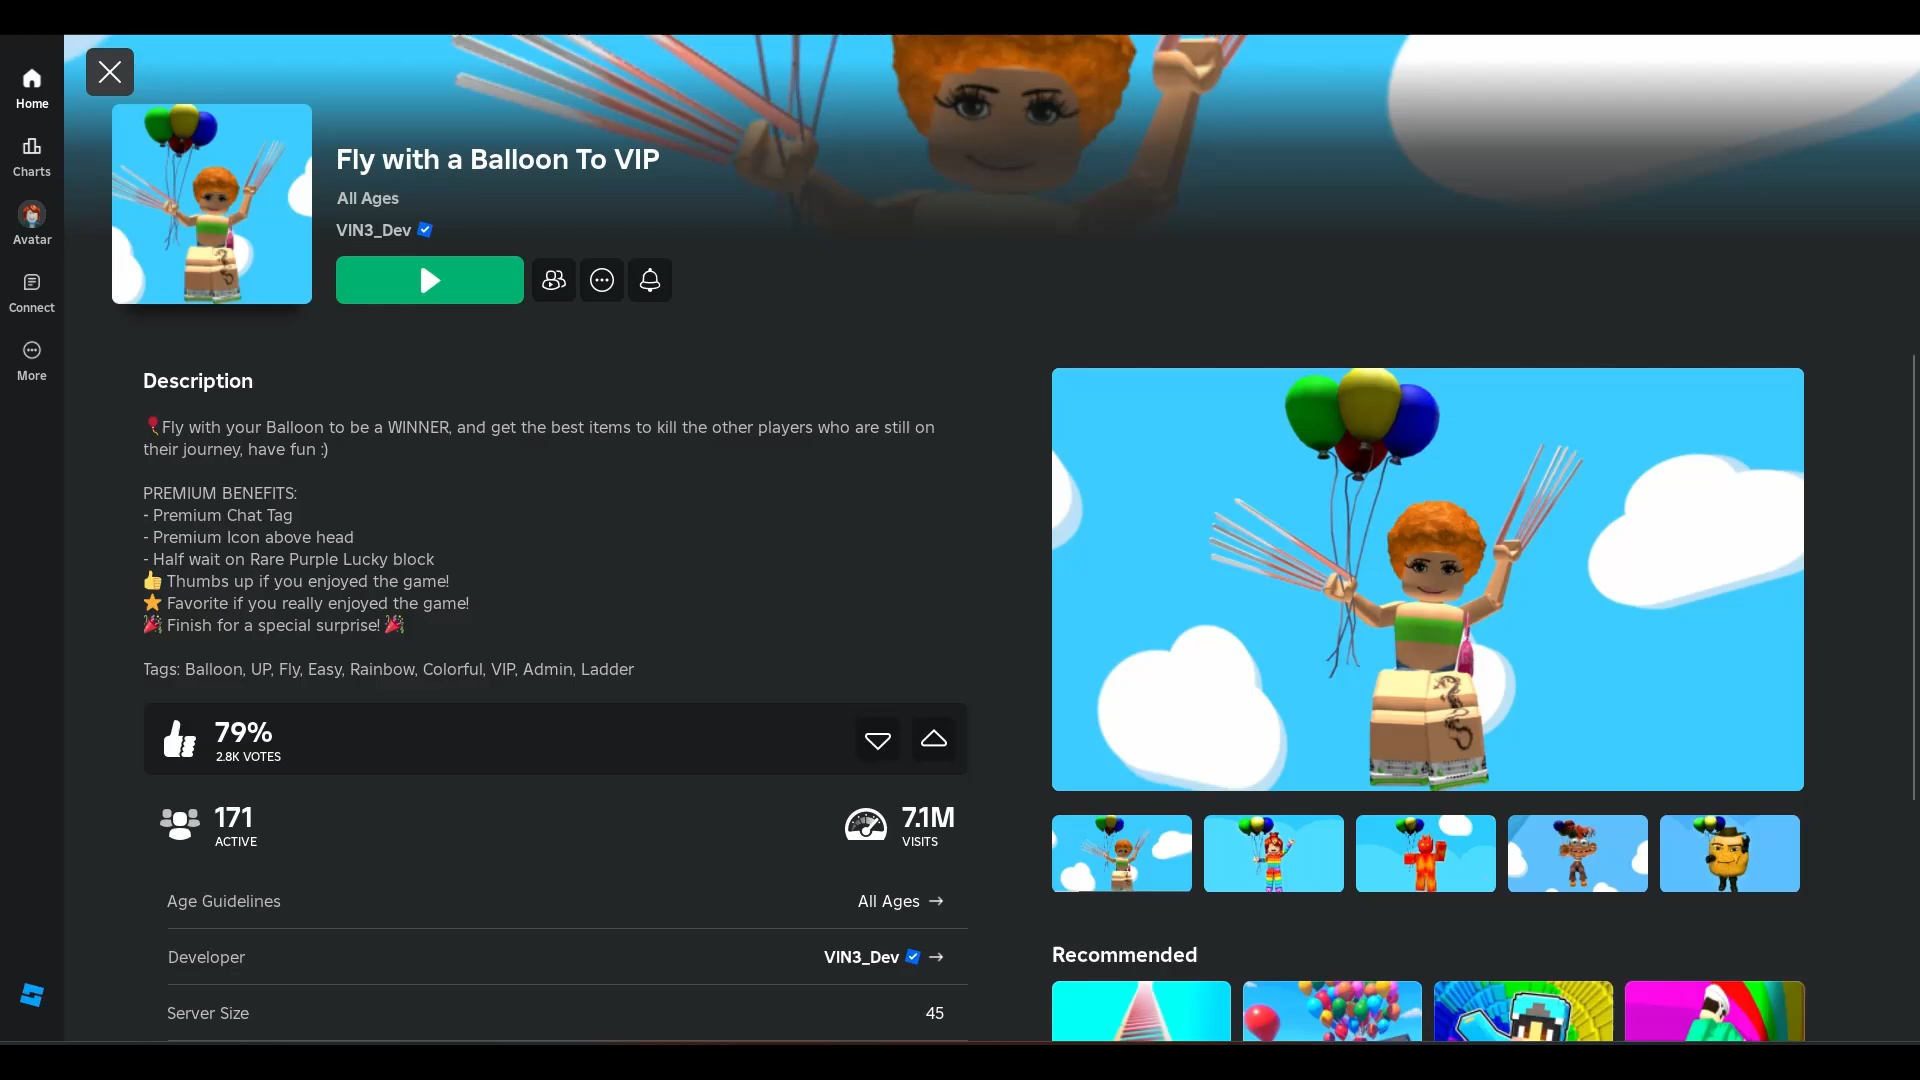 Home
Charts
Avatar
Connect
More
Fly with a Balloon To VIP
All Ages
VIN3_Dev
Description
🎈Fly with your Balloon to be a WINNER, and get the best items to kill the other players who are still on
their journey, have fun :)
PREMIUM BENEFITS:
- Premium Chat Tag
- Premium Icon above head
- Half wait on Rare Purple Lucky block
👍 Thumbs up if you enjoyed the game!
⭐ Favorite if you really enjoyed the game!
🎉 Finish for a special surprise! 🎉
Tags: Balloon, UP, Fly, Easy, Rainbow, Colorful, VIP, Admin, Ladder
79%
2.8K VOTES
171
ACTIVE
7.1M
VISITS
Age Guidelines
All Ages →
Developer
VIN3_Dev →
Server Size
45
Recommended